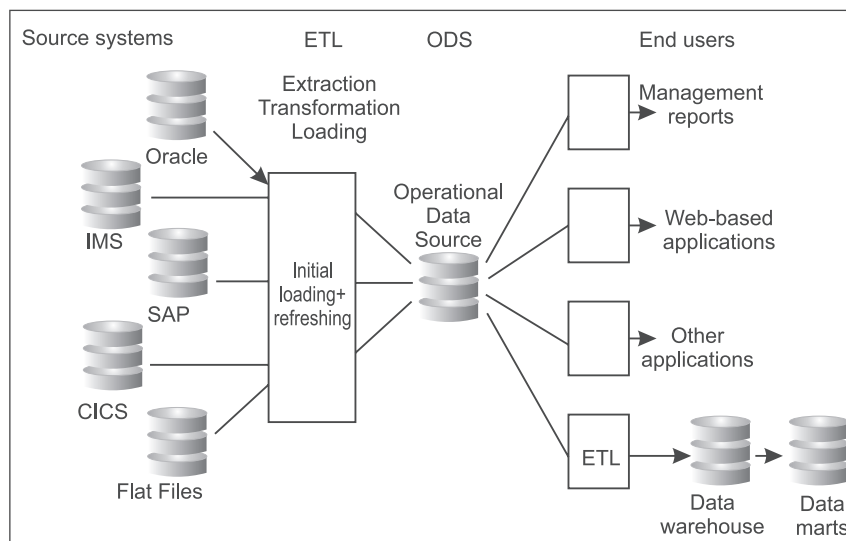 Source systems
ETL
ODS
End users
Extraction
Transformation
Loading
Oracle
IMS
SAP
CICS
Flat Files
Initial
loading+
refreshing
Operational
Data
Source
Management
reports
Web-based
applications
Other
applications
ETL
Data
warehouse
Data
marts